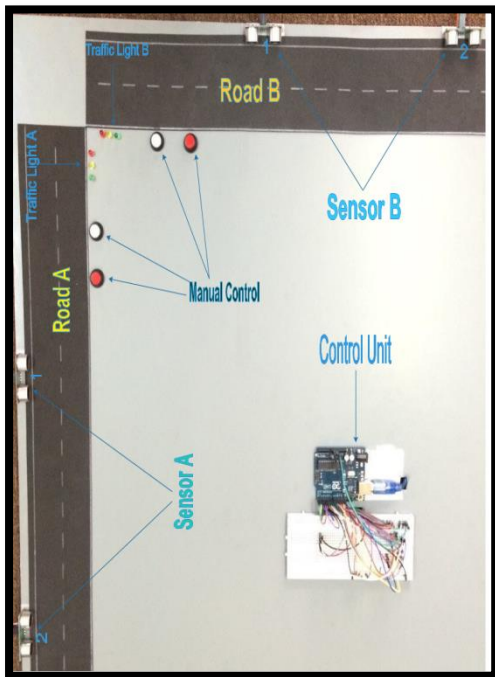 Traffic Light B
1
2
Road B
Traffic Light A
Sensor B
Manual Control
Road A
Control Unit
1
Sensor A
2